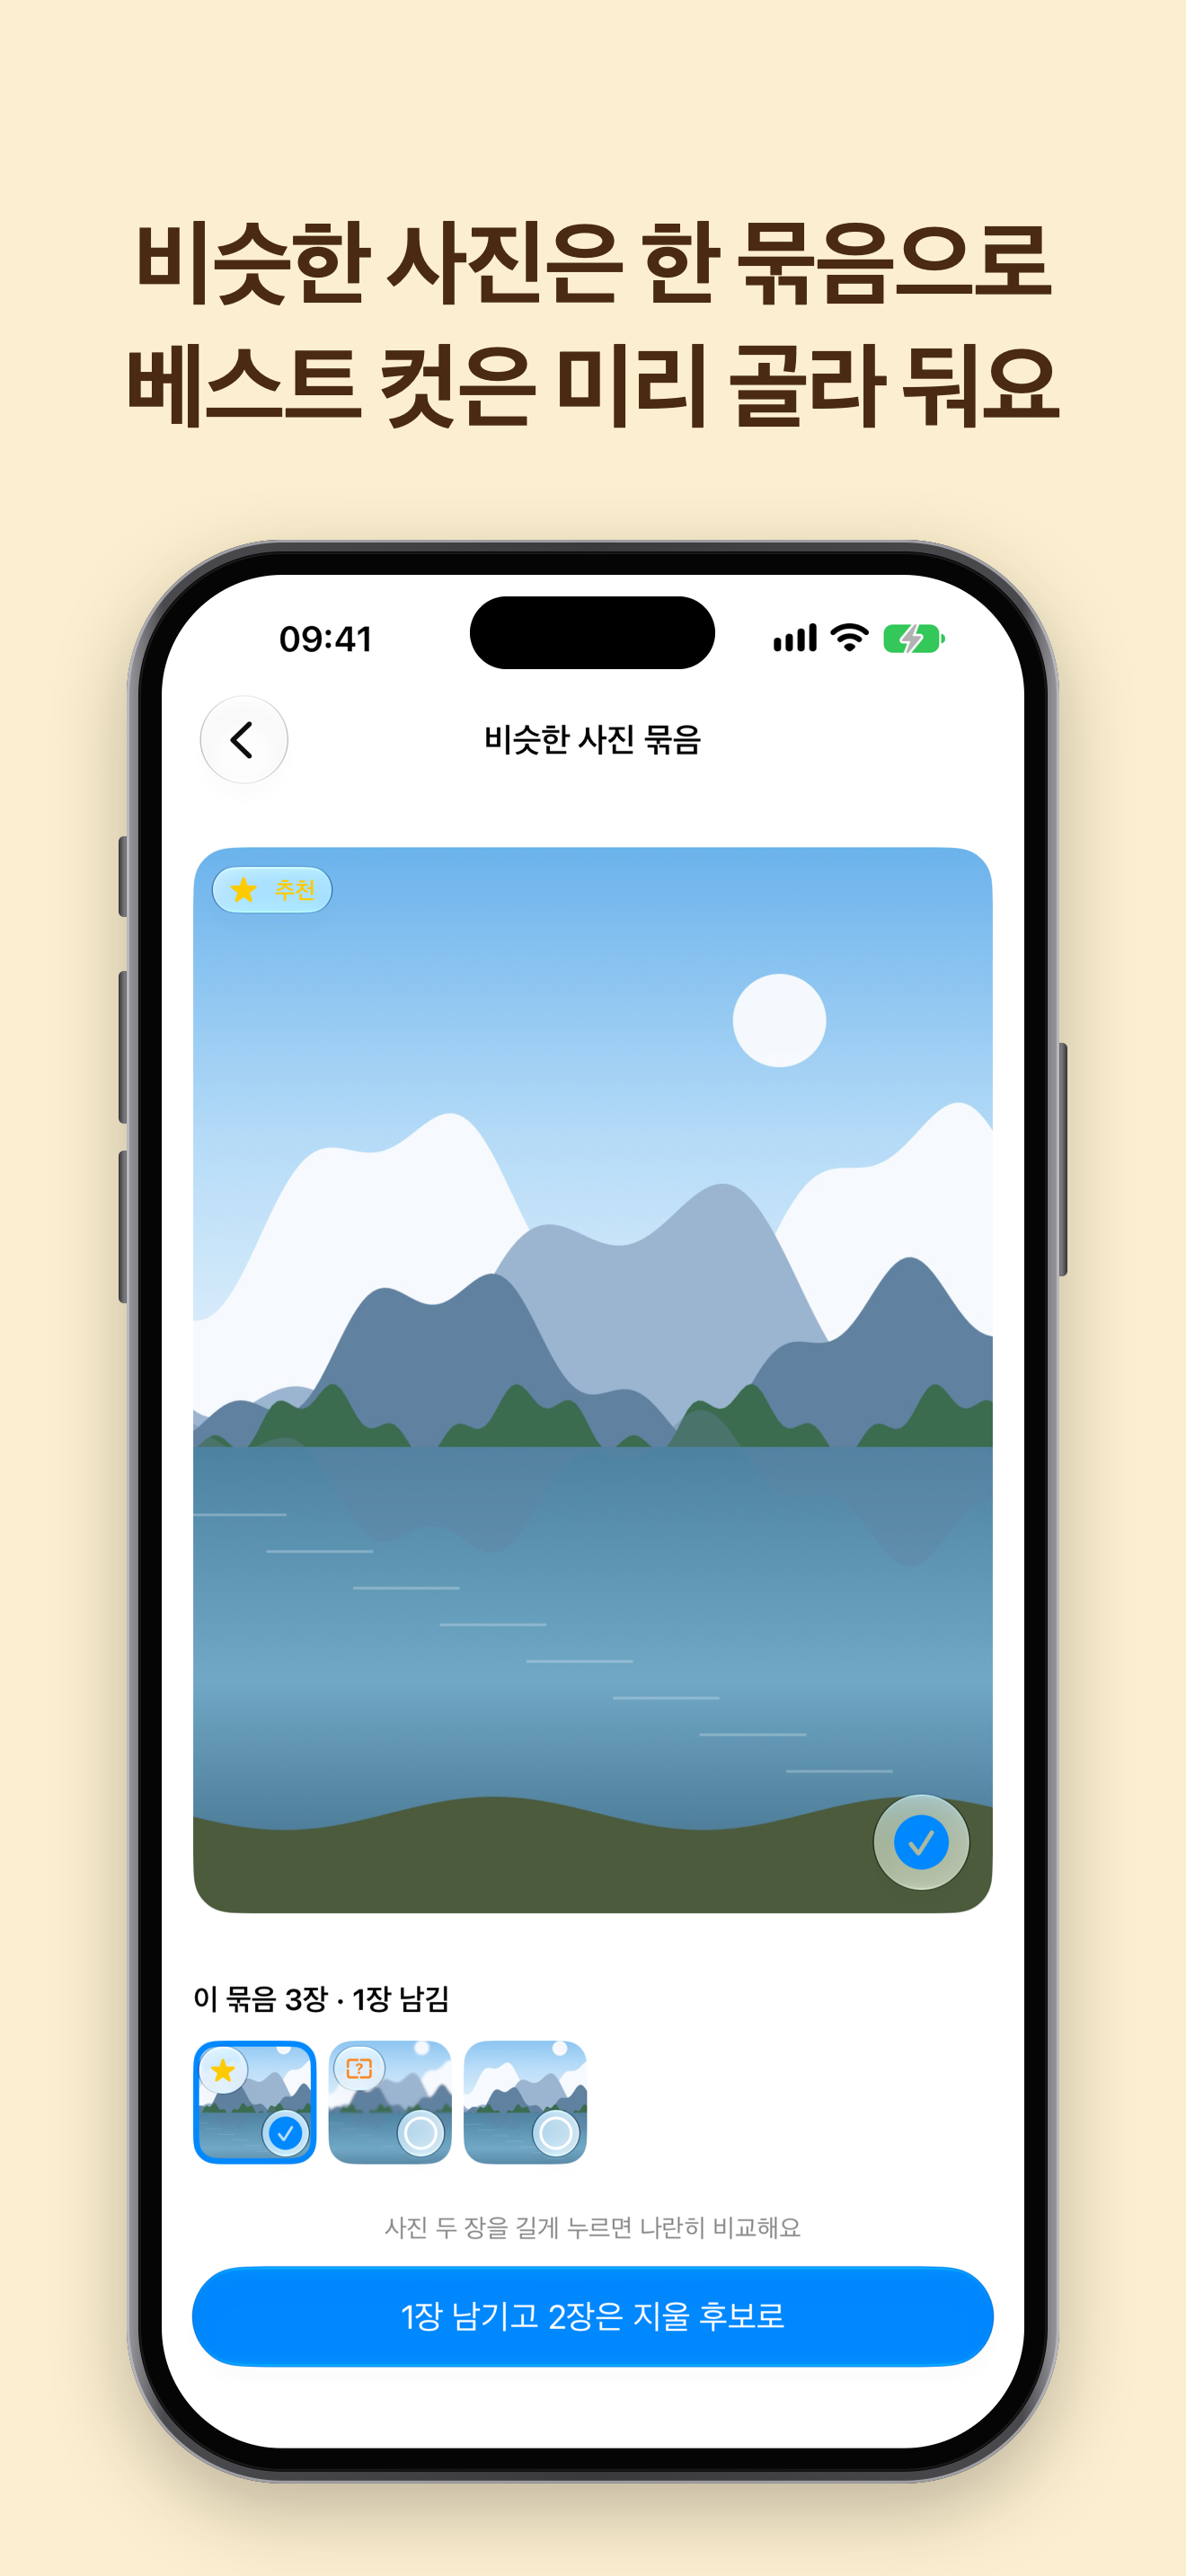 비슷한 사진은 한 묶음으로
베스트 컷은 미리 골라 둬요
09:41
비슷한 사진 묶음
추천
이 묶음 3장 · 1장 남김
?
사진 두 장을 길게 누르면 나란히 비교해요
1장 남기고 2장은 지울 후보로